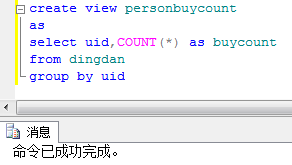 create view personbuycount
as
select uid,COUNT(*) as buycount
from dingdan
group by uid
消息
命令已成功完成。